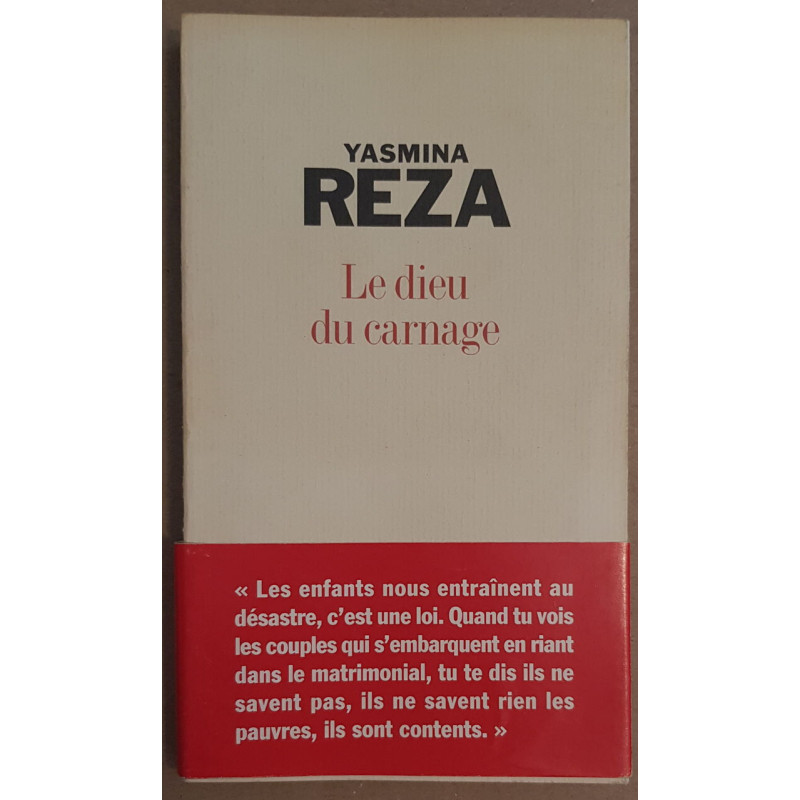 YASMINA
REZA
Le dieu
du carnage
« Les enfants nous entraînent au
désastre, c’est une loi. Quand tu vois
les couples qui s’embarquent en riant
dans le matrimonial, tu te dis ils ne
savent pas, ils ne savent rien les
pauvres, ils sont contents. »